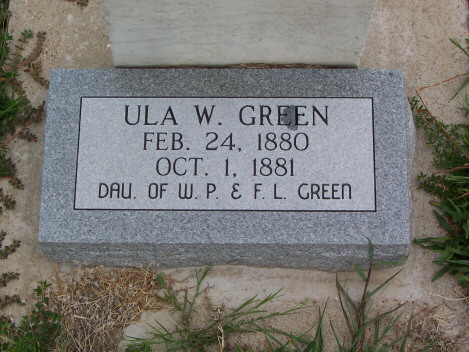 ULA W. GREEN
FEB. 24, 1880
OCT. 1, 1881
DAU. OF W. P. & F. L. GREEN